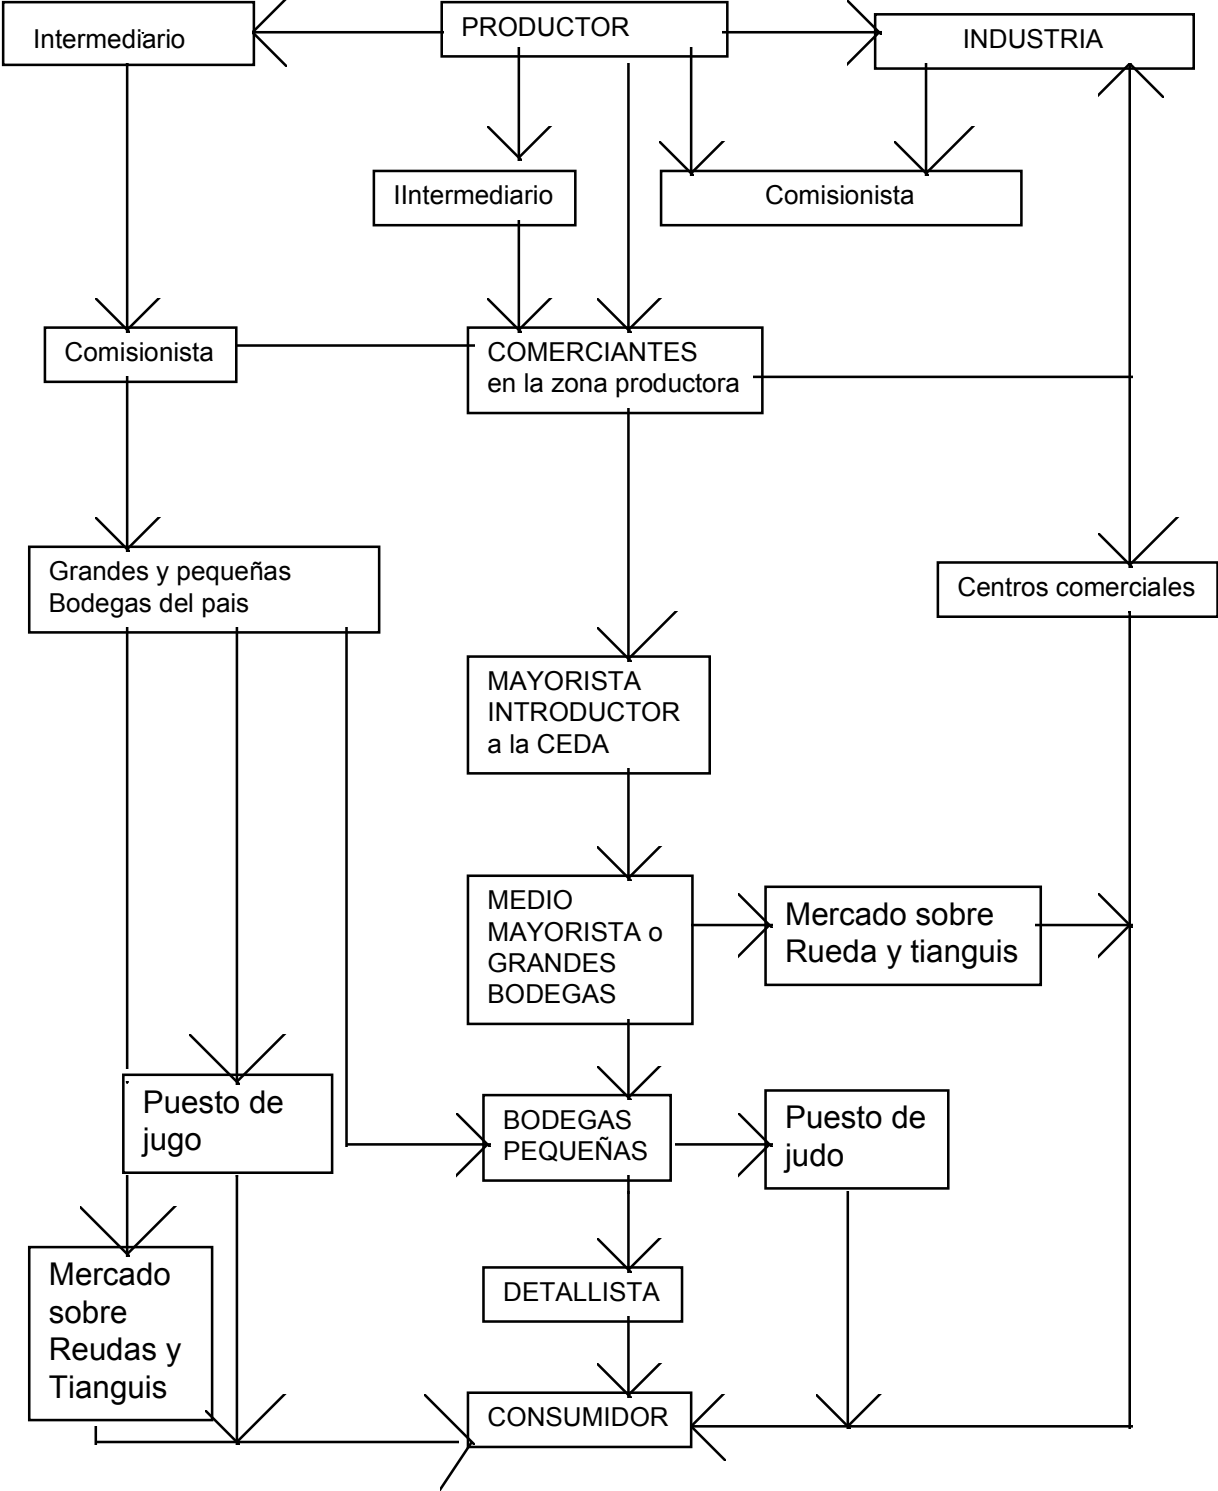 Intermediario
PRODUCTOR
INDUSTRIA
IIntermediario
Comisionista
Comisionista
COMERCIANTES
en la zona productora
Grandes y pequeñas
Bodegas del pais
Centros comerciales
MAYORISTA
INTRODUCTOR
a la CEDA
MEDIO
MAYORISTA o
GRANDES
BODEGAS
Mercado sobre
Rueda y tianguis
Puesto de
jugo
BODEGAS
PEQUEÑAS
Puesto de
judo
Mercado
sobre
Reudas y
Tianguis
DETALLISTA
CONSUMIDOR